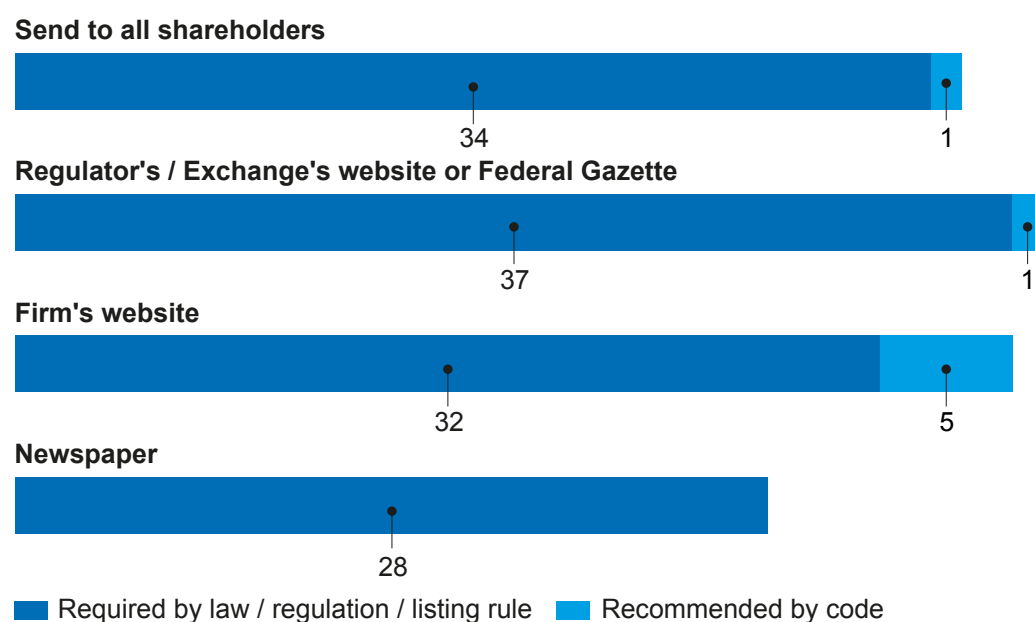 Send to all shareholders
34 1
Regulator's / Exchange's website or Federal Gazette
37 1
Firm's website
32 5
Newspaper
28
Required by law / regulation / listing rule Recommended by code